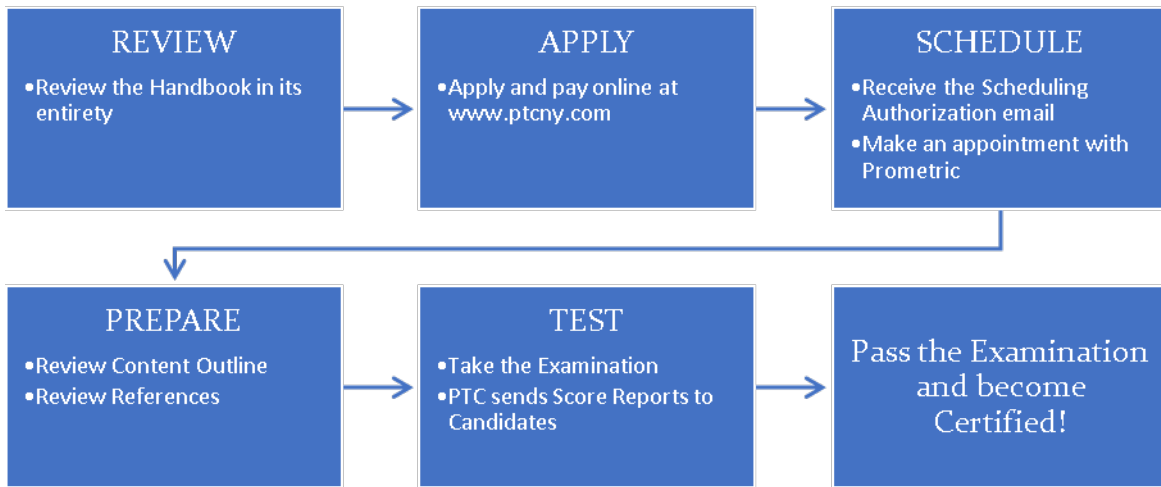 REVIEW
•Review the Handbook in its
entirety
APPLY
•Apply and pay online at
www.ptcny.com
SCHEDULE
•Receive the Scheduling
Authorization email
•Make an appointment with
Prometric
PREPARE
•Review Content Outline
•Review References
TEST
•Take the Examination
•PTC sends Score Reports to
Candidates
Pass the Examination
and become
Certified!